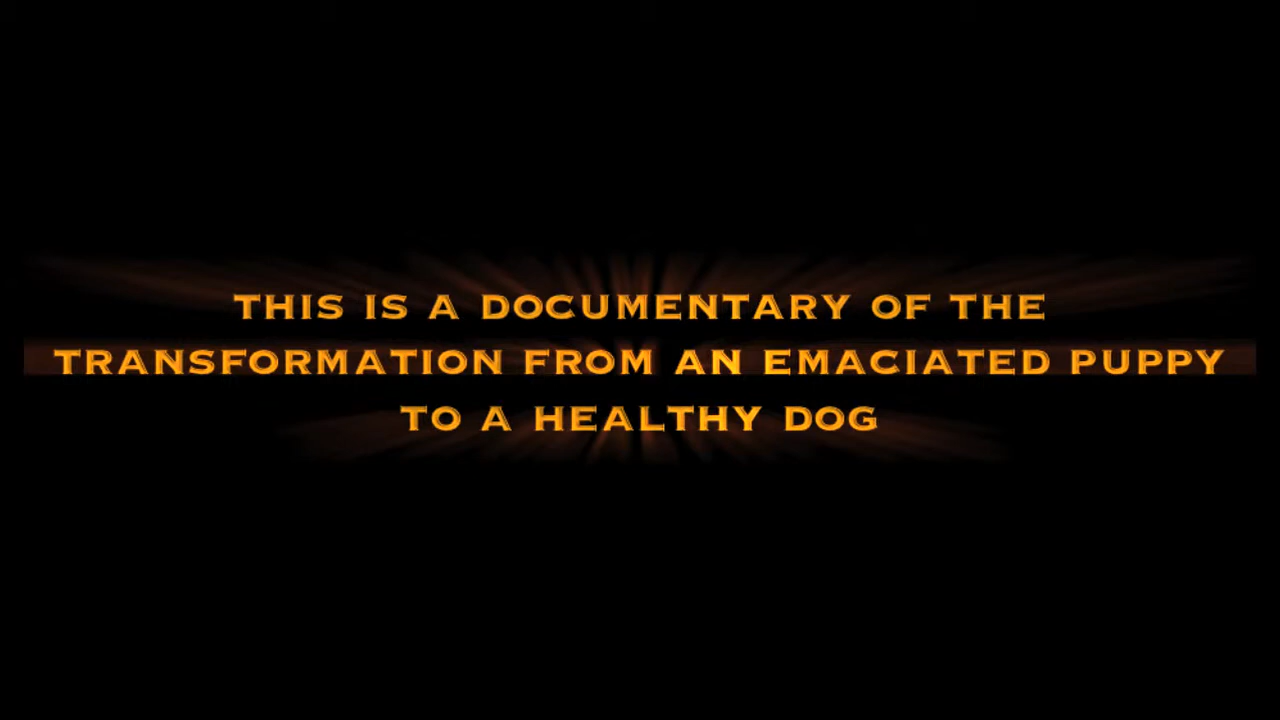 THIS IS A DOCUMENTARY OF THE
TRANSFORMATION FROM AN EMACIATED PUPPY
TO A HEALTHY DOG